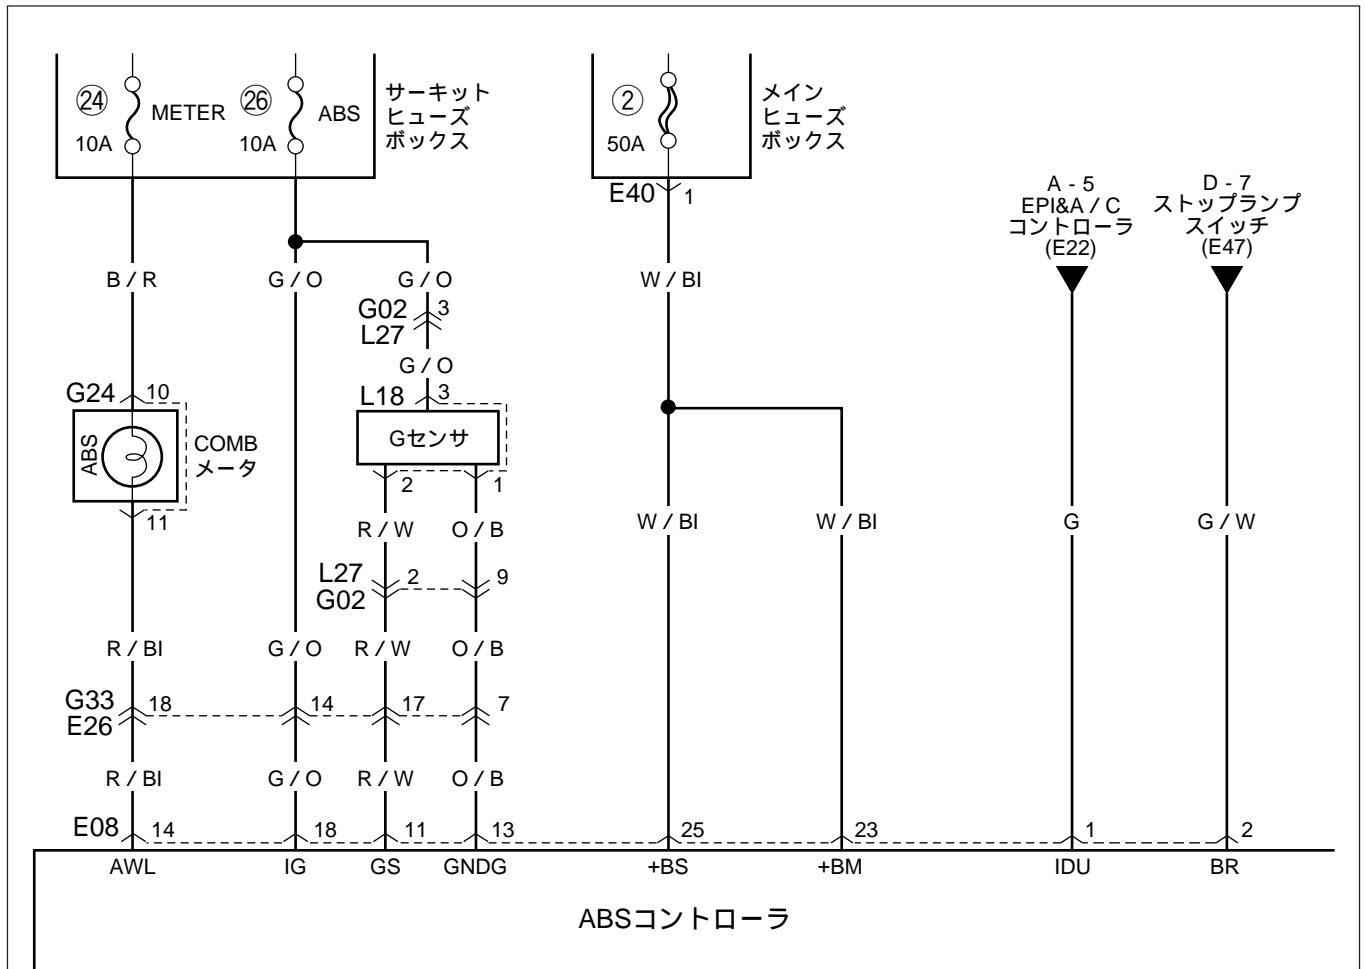 24 METER 10A
26 ABS 10A
サーキット
ヒューズ
ボックス
2
50A
メイン
ヒューズ
ボックス
E40 1
A - 5
EPI&A / C
コントローラ
(E22)
D - 7
ストップランプ
スイッチ
(E47)
B / R G / O G / O W / Bl
G02 3
L27
G / O
G24 10 L18 3
ABS
COMB
メータ
Gセンサ
11 2 1
R / W O / B W / Bl W / Bl G G / W
L27 2 9
G02
R / Bl G / O R / W O / B
G33 18 14 17 7
E26
R / Bl G / O R / W O / B
E08 14 18 11 13 25 23 1 2
AWL IG GS GNDG +BS +BM IDU BR
ABSコントローラ